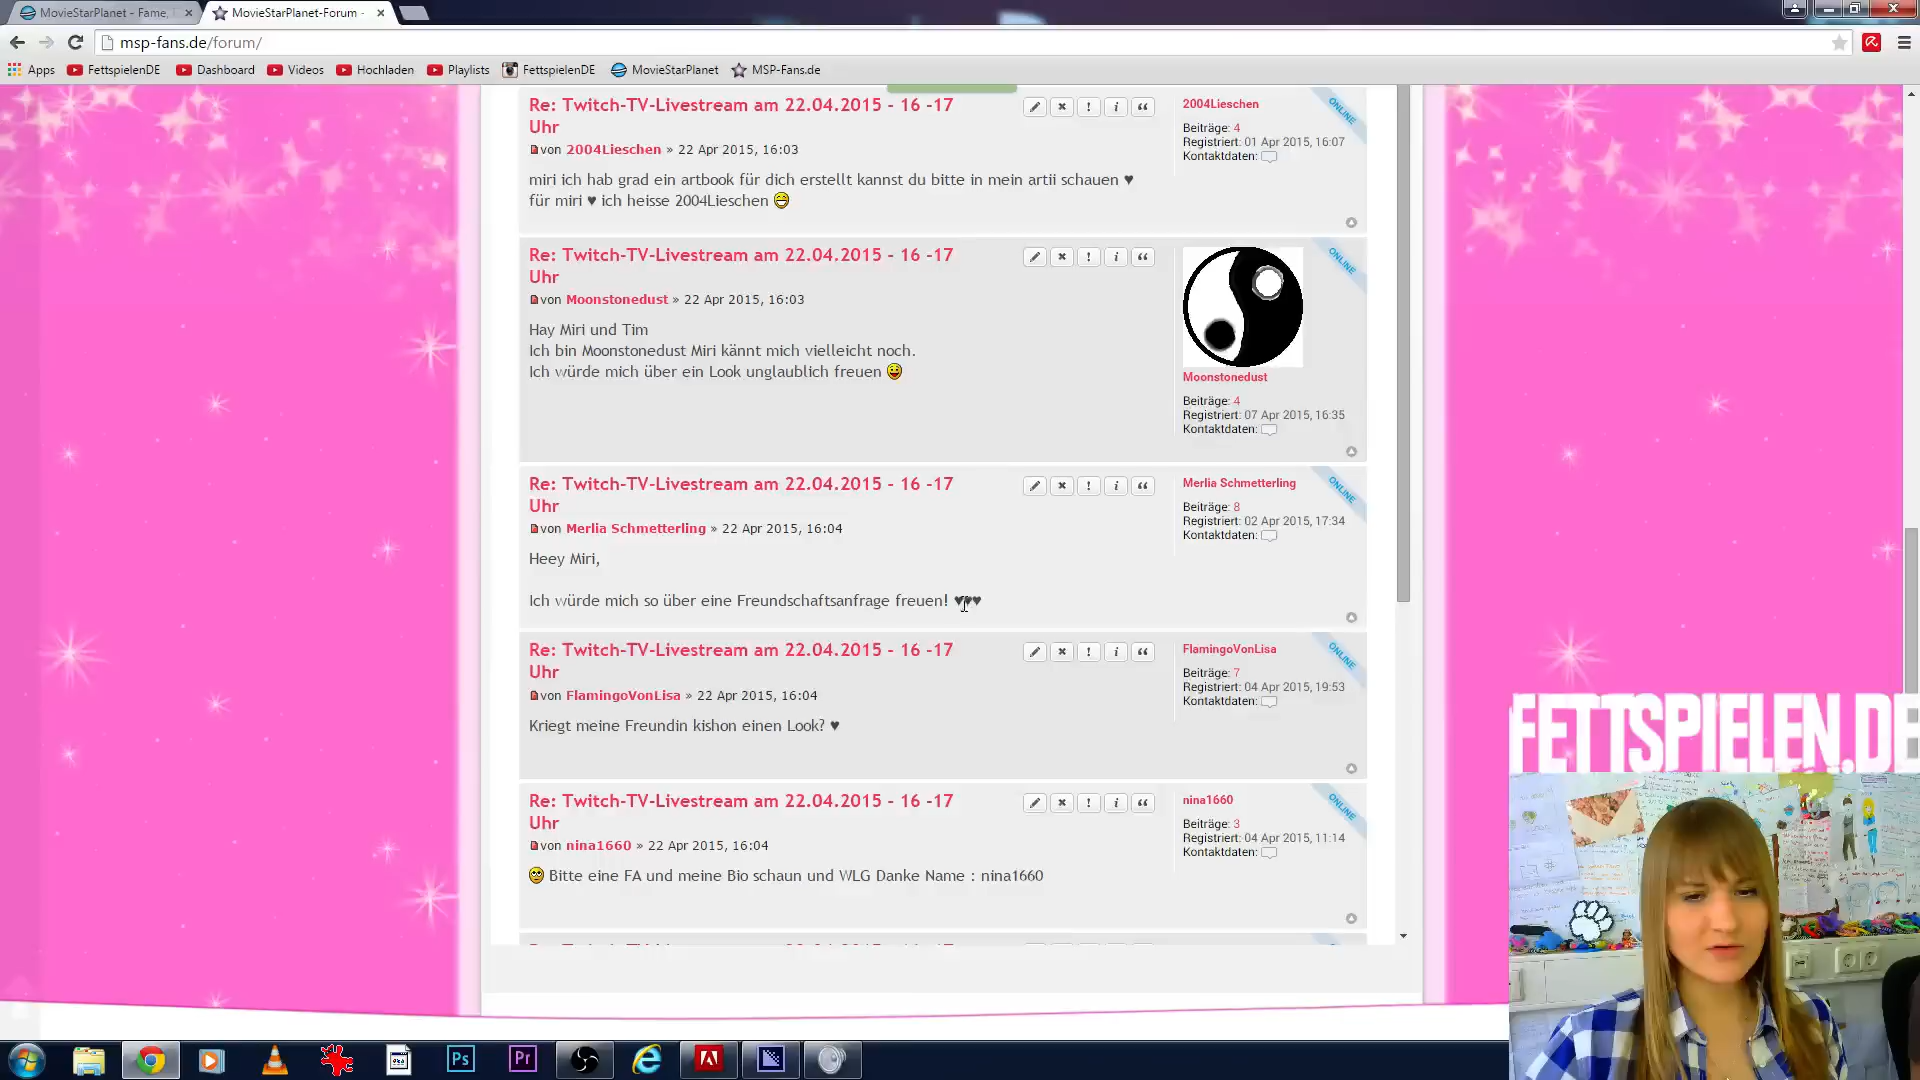 MovieStarPlanet - Fame,
MovieStarPlanet-Forum -
msp-fans.de/forum/
Apps
FettspielenDE
Dashboard
Videos
Hochladen
Playlists
FettspielenDE
MovieStarPlanet
MSP-Fans.de
Re: Twitch-TV-Livestream am 22.04.2015 - 16 -17
Uhr
von 2004Lieschen » 22 Apr 2015, 16:03
miri ich hab grad ein artbook für dich erstellt kannst du bitte in mein artii schauen ♥
für miri ♥ ich heisse 2004Lieschen
2004Lieschen
Beiträge: 4
Registriert: 01 Apr 2015, 16:07
Kontaktdaten:
ONLINE
Re: Twitch-TV-Livestream am 22.04.2015 - 16 -17
Uhr
von Moonstonedust » 22 Apr 2015, 16:03
Hay Miri und Tim
Ich bin Moonstonedust Miri kännt mich vielleicht noch.
Ich würde mich über ein Look unglaublich freuen
Moonstonedust
Beiträge: 4
Registriert: 07 Apr 2015, 16:35
Kontaktdaten:
ONLINE
Re: Twitch-TV-Livestream am 22.04.2015 - 16 -17
Uhr
von Merlia Schmetterling » 22 Apr 2015, 16:04
Heey Miri,
Ich würde mich so über eine Freundschaftsanfrage freuen! ♥♥♥
Merlia Schmetterling
Beiträge: 8
Registriert: 02 Apr 2015, 17:34
Kontaktdaten:
ONLINE
Re: Twitch-TV-Livestream am 22.04.2015 - 16 -17
Uhr
von FlamingoVonLisa » 22 Apr 2015, 16:04
Kriegt meine Freundin kishon einen Look? ♥
FlamingoVonLisa
Beiträge: 7
Registriert: 04 Apr 2015, 19:53
Kontaktdaten:
ONLINE
Re: Twitch-TV-Livestream am 22.04.2015 - 16 -17
Uhr
von nina1660 » 22 Apr 2015, 16:04
Bitte eine FA und meine Bio schaun und WLG Danke Name : nina1660
nina1660
Beiträge: 3
Registriert: 04 Apr 2015, 11:14
Kontaktdaten:
ONLINE
FETTSPIELEN.DE
Ps
Pr